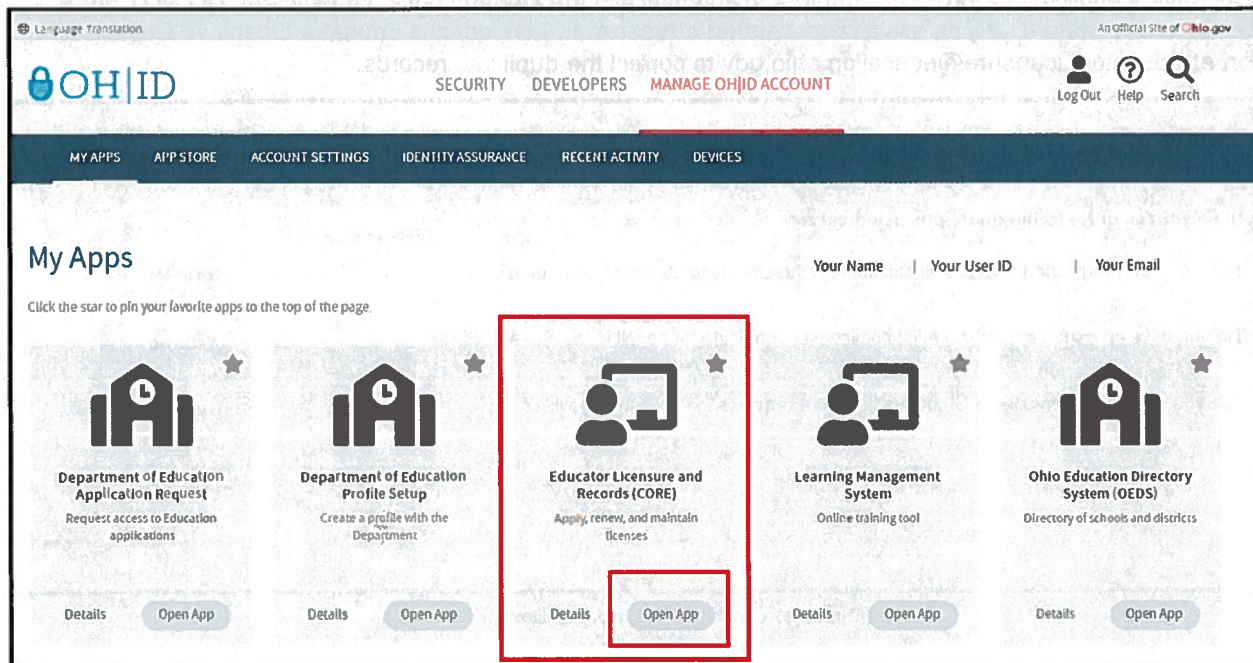 Language Translation
An Official Site of Ohio.gov
OH|ID
SECURITY DEVELOPERS MANAGE OH|ID ACCOUNT
Log Out Help Search
MY APPS APP STORE ACCOUNT SETTINGS IDENTITY ASSURANCE RECENT ACTIVITY DEVICES
My Apps
Your Name | Your User ID | Your Email
Click the star to pin your favorite apps to the top of the page.
Department of Education
Application Request
Request access to Education
applications
Details Open App
Department of Education
Profile Setup
Create a profile with the
Department
Details Open App
Educator Licensure and
Records (CORE)
Apply, renew, and maintain
licenses
Details Open App
Learning Management
System
Online training tool
Details Open App
Ohio Education Directory
System (OEDS)
Directory of schools and districts
Details Open App